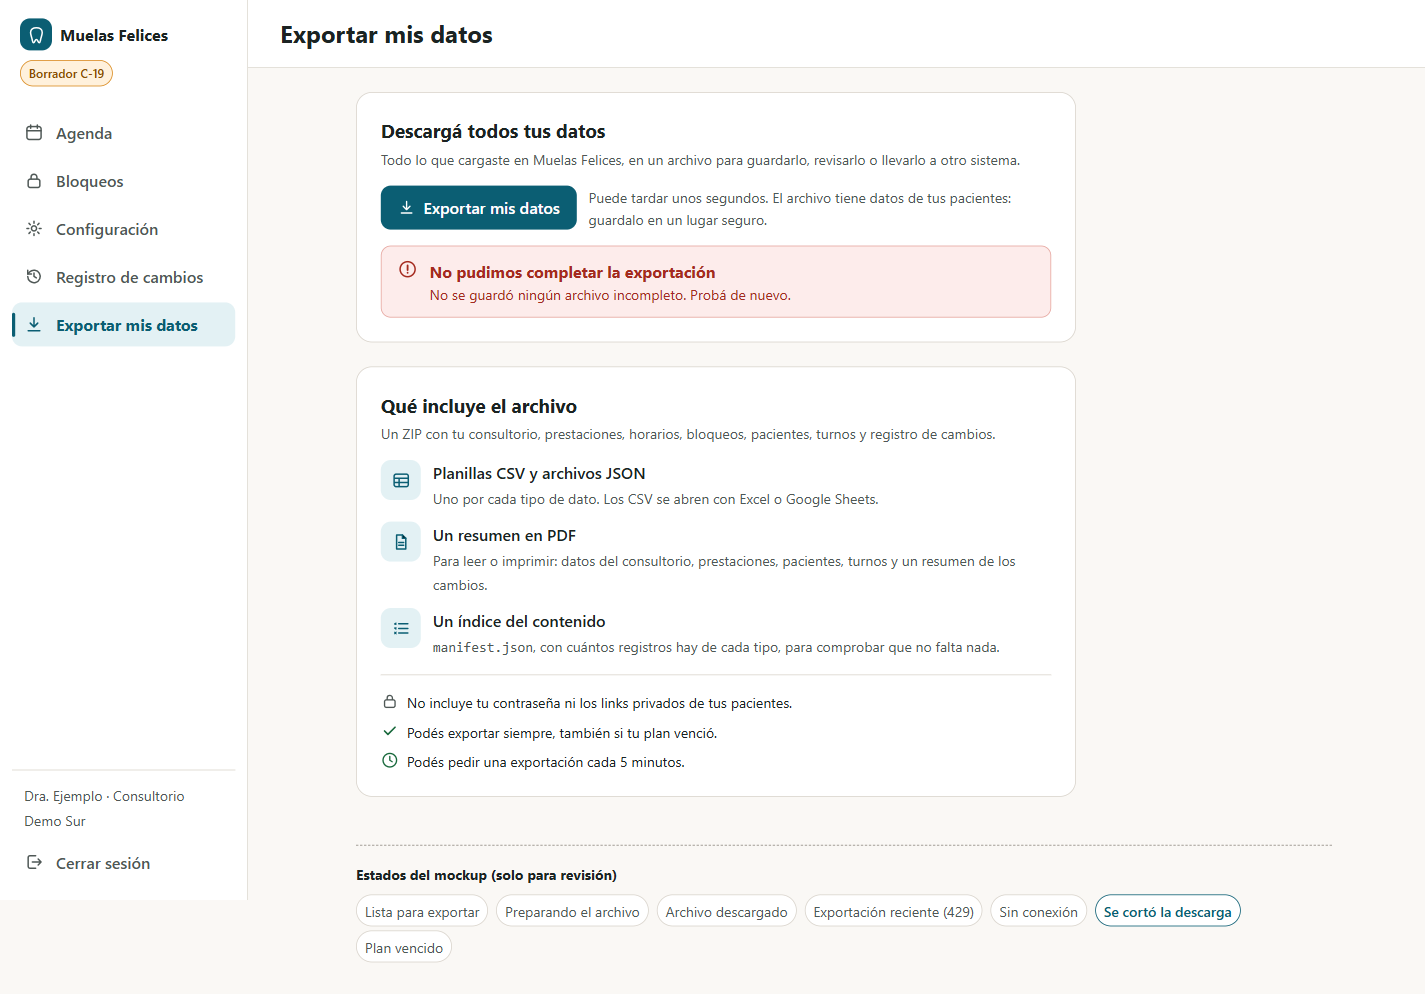 Muelas Felices
Borrador C-19
Agenda
Bloqueos
Configuración
Registro de cambios
Exportar mis datos
Dra. Ejemplo · Consultorio
Demo Sur
Cerrar sesión
Exportar mis datos
Descargá todos tus datos
Todo lo que cargaste en Muelas Felices, en un archivo para guardarlo, revisarlo o llevarlo a otro sistema.
Exportar mis datos
Puede tardar unos segundos. El archivo tiene datos de tus pacientes:
guardalo en un lugar seguro.
No pudimos completar la exportación
No se guardó ningún archivo incompleto. Probá de nuevo.
Qué incluye el archivo
Un ZIP con tu consultorio, prestaciones, horarios, bloqueos, pacientes, turnos y registro de cambios.
Planillas CSV y archivos JSON
Uno por cada tipo de dato. Los CSV se abren con Excel o Google Sheets.
Un resumen en PDF
Para leer o imprimir: datos del consultorio, prestaciones, pacientes, turnos y un resumen de los
cambios.
Un índice del contenido
manifest.json, con cuántos registros hay de cada tipo, para comprobar que no falta nada.
No incluye tu contraseña ni los links privados de tus pacientes.
Podés exportar siempre, también si tu plan venció.
Podés pedir una exportación cada 5 minutos.
Estados del mockup (solo para revisión)
Lista para exportar
Preparando el archivo
Archivo descargado
Exportación reciente (429)
Sin conexión
Se cortó la descarga
Plan vencido